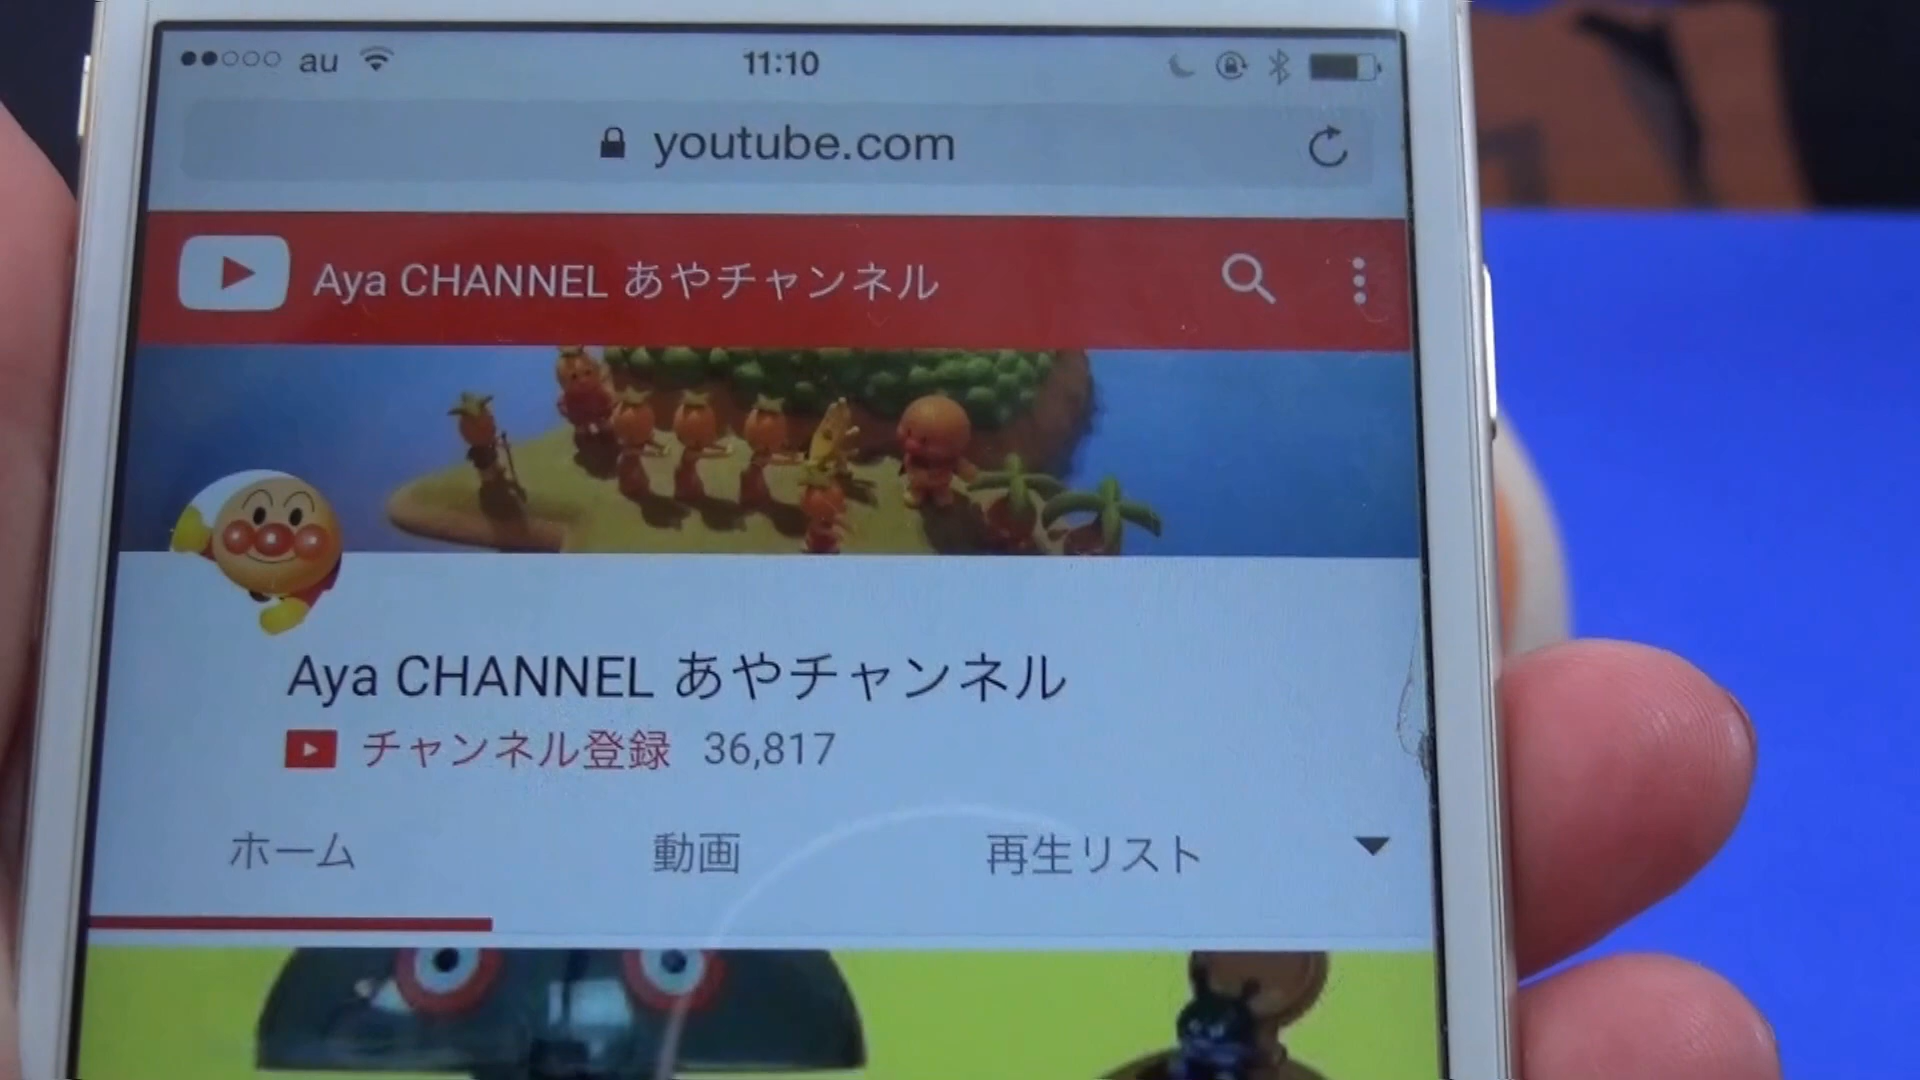 au 11:10
youtube.com
Aya CHANNEL あやチャンネル
Aya CHANNEL あやチャンネル
チャンネル登録 36,817
ホーム 動画 再生リスト